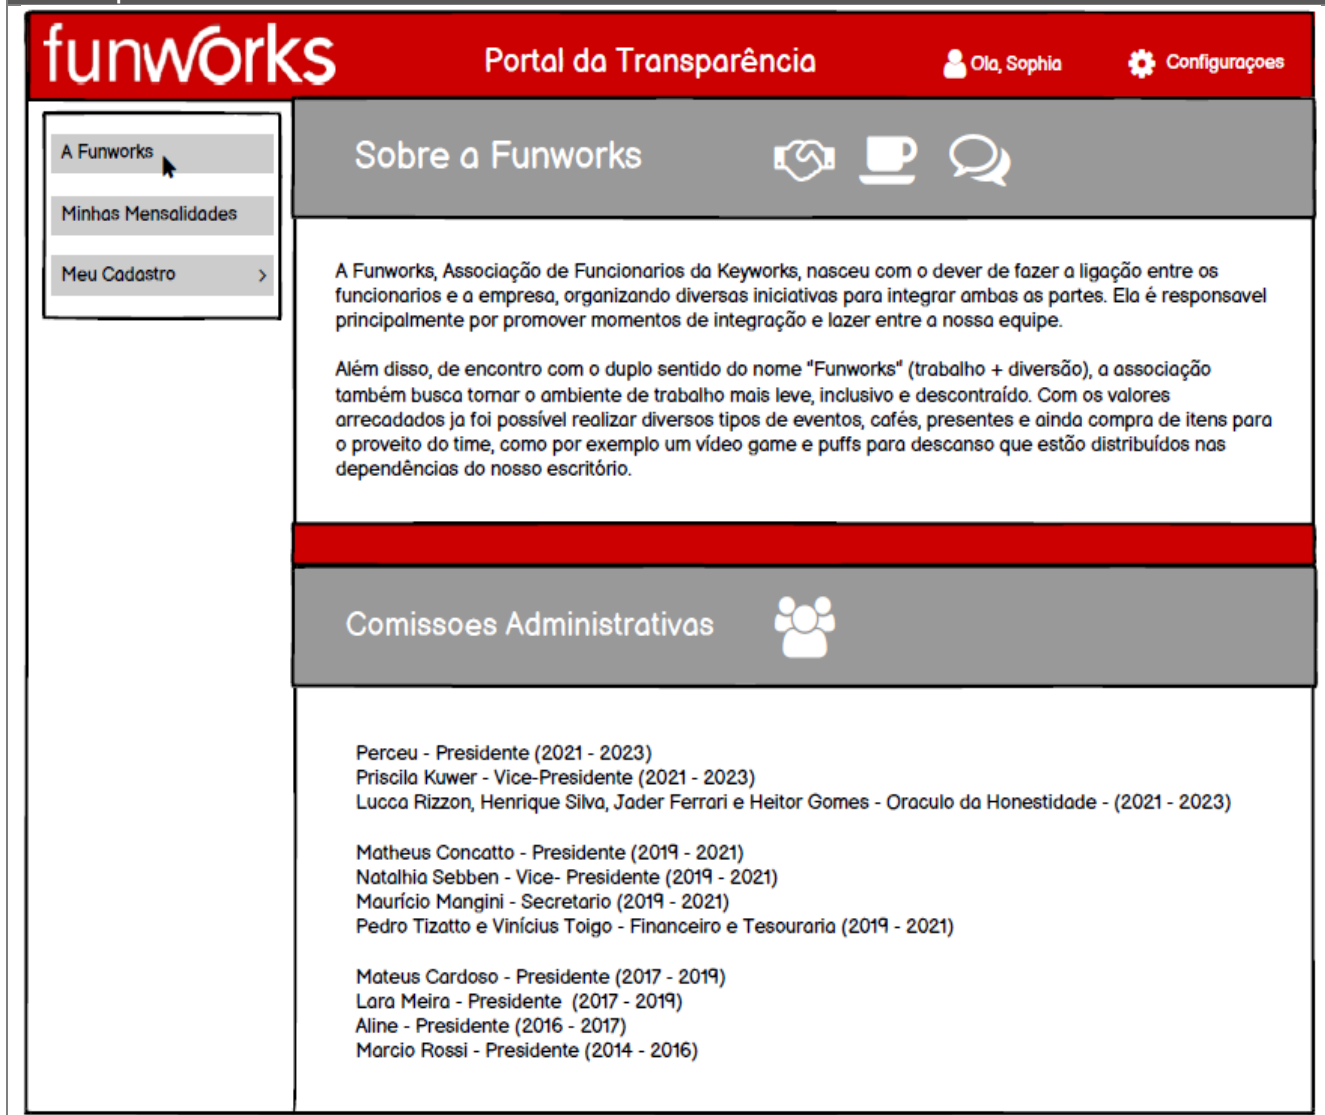 funworks
Portal da Transparência
Ola, Sophia
Configuraçoes
A Funworks
Minhas Mensalidades
Meu Cadastro
Sobre a Funworks
A Funworks, Associação de Funcionarios da Keyworks, nasceu com o dever de fazer a ligação entre os
funcionarios e a empresa, organizando diversas iniciativas para integrar ambas as partes. Ela é responsavel
principalmente por promover momentos de integração e lazer entre a nossa equipe.
Além disso, de encontro com o duplo sentido do nome "Funworks" (trabalho + diversão), a associação
também busca tornar o ambiente de trabalho mais leve, inclusivo e descontraído. Com os valores
arrecadados ja foi possível realizar diversos tipos de eventos, cafés, presentes e ainda compra de itens para
o proveito do time, como por exemplo um vídeo game e puffs para descanso que estão distribuídos nas
dependências do nosso escritório.
Comissoes Administrativas
Perceu - Presidente (2021 - 2023)
Priscila Kuwer - Vice-Presidente (2021 - 2023)
Lucca Rizzon, Henrique Silva, Jader Ferrari e Heitor Gomes - Oraculo da Honestidade - (2021 - 2023)
Matheus Concatto - Presidente (2019 - 2021)
Natalhia Sebben - Vice- Presidente (2019 - 2021)
Maurício Mangini - Secretario (2019 - 2021)
Pedro Tizatto e Vinícius Toigo - Financeiro e Tesouraria (2019 - 2021)
Mateus Cardoso - Presidente (2017 - 2019)
Lara Meira - Presidente  (2017 - 2019)
Aline - Presidente (2016 - 2017)
Marcio Rossi - Presidente (2014 - 2016)